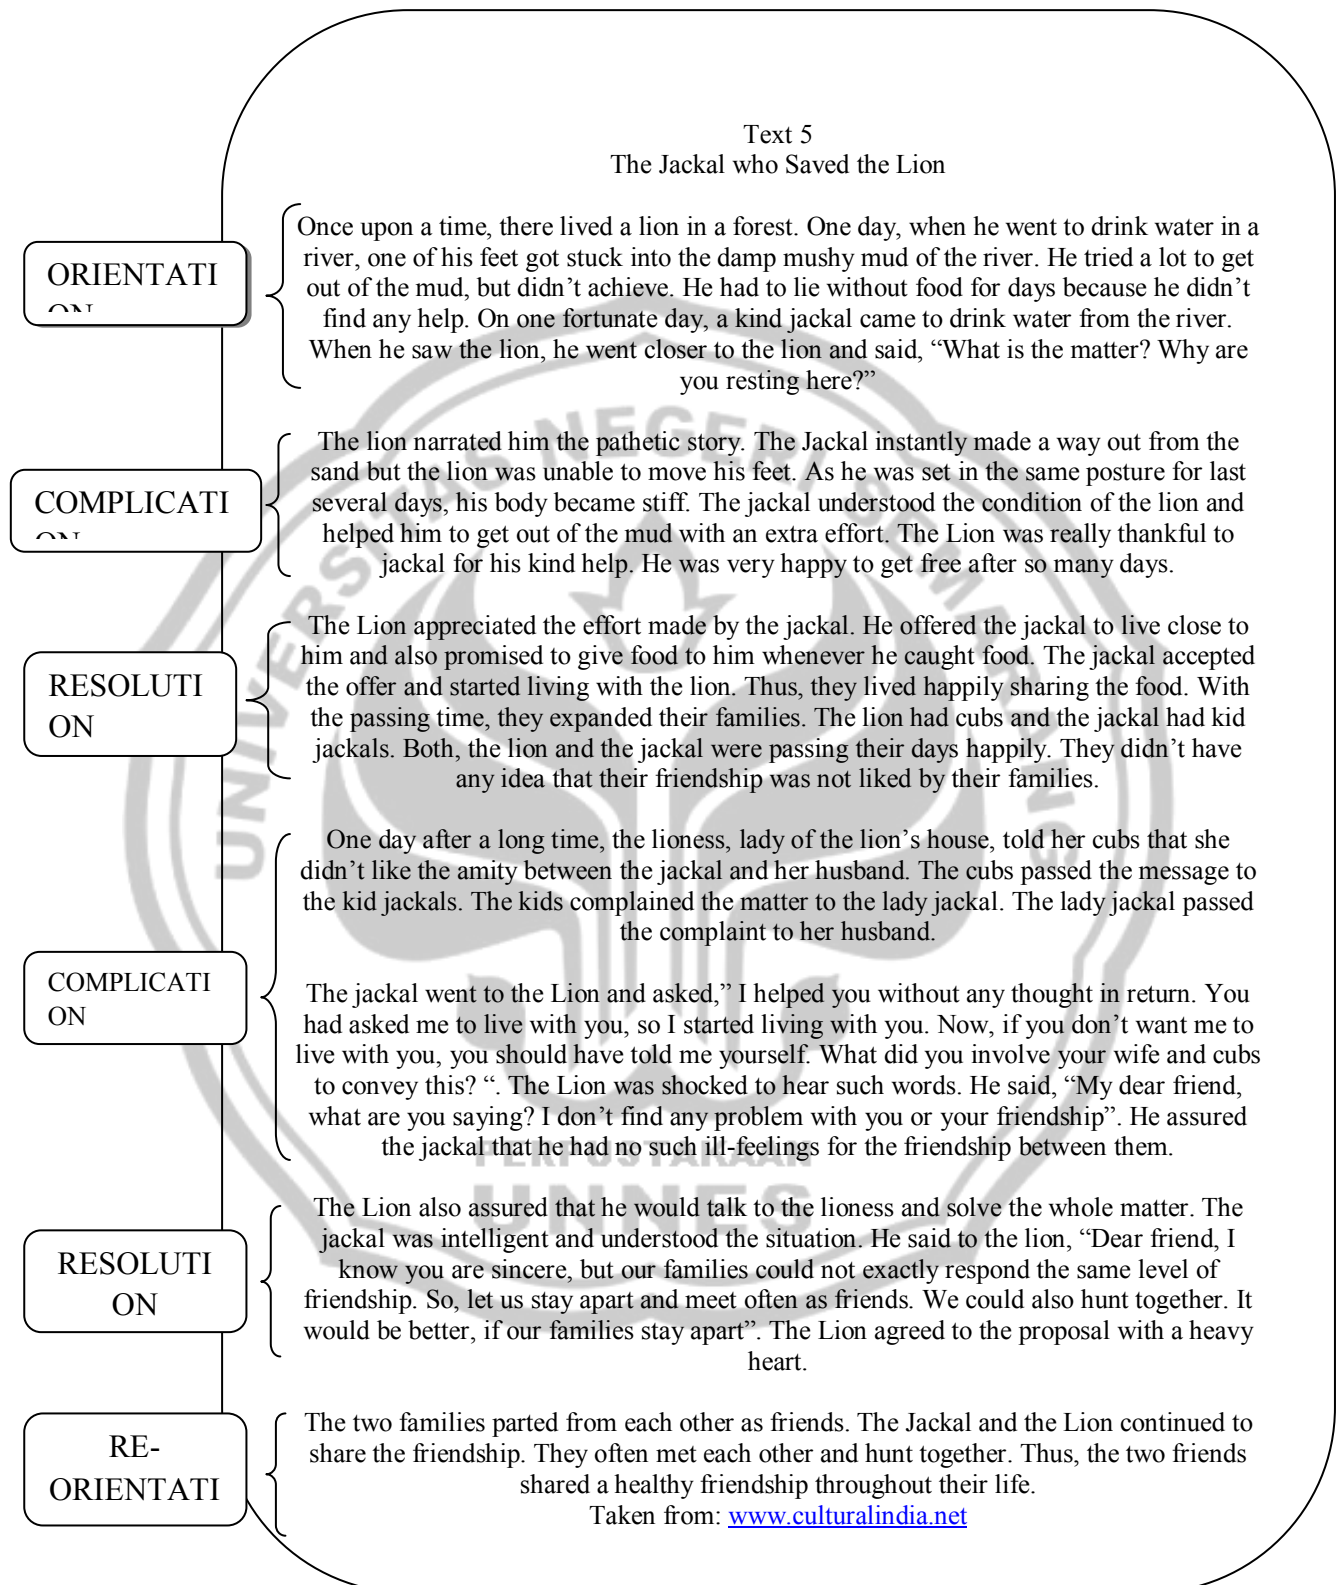 Text 5
The Jackal who Saved the Lion
ORIENTATI
ON
Once upon a time, there lived a lion in a forest. One day, when he went to drink water in a
river, one of his feet got stuck into the damp mushy mud of the river. He tried a lot to get
out of the mud, but didn’t achieve. He had to lie without food for days because he didn’t
find any help. On one fortunate day, a kind jackal came to drink water from the river.
When he saw the lion, he went closer to the lion and said, “What is the matter? Why are
you resting here?”
COMPLICATI
ON
The lion narrated him the pathetic story. The Jackal instantly made a way out from the
sand but the lion was unable to move his feet. As he was set in the same posture for last
several days, his body became stiff. The jackal understood the condition of the lion and
helped him to get out of the mud with an extra effort. The Lion was really thankful to
jackal for his kind help. He was very happy to get free after so many days.
RESOLUTI
ON
The Lion appreciated the effort made by the jackal. He offered the jackal to live close to
him and also promised to give food to him whenever he caught food. The jackal accepted
the offer and started living with the lion. Thus, they lived happily sharing the food. With
the passing time, they expanded their families. The lion had cubs and the jackal had kid
jackals. Both, the lion and the jackal were passing their days happily. They didn’t have
any idea that their friendship was not liked by their families.
COMPLICATI
ON
One day after a long time, the lioness, lady of the lion’s house, told her cubs that she
didn’t like the amity between the jackal and her husband. The cubs passed the message to
the kid jackals. The kids complained the matter to the lady jackal. The lady jackal passed
the complaint to her husband.
The jackal went to the Lion and asked,” I helped you without any thought in return. You
had asked me to live with you, so I started living with you. Now, if you don’t want me to
live with you, you should have told me yourself. What did you involve your wife and cubs
to convey this? “. The Lion was shocked to hear such words. He said, “My dear friend,
what are you saying? I don’t find any problem with you or your friendship”. He assured
the jackal that he had no such ill-feelings for the friendship between them.
RESOLUTI
ON
The Lion also assured that he would talk to the lioness and solve the whole matter. The
jackal was intelligent and understood the situation. He said to the lion, “Dear friend, I
know you are sincere, but our families could not exactly respond the same level of
friendship. So, let us stay apart and meet often as friends. We could also hunt together. It
would be better, if our families stay apart”. The Lion agreed to the proposal with a heavy
heart.
RE-
ORIENTATI
The two families parted from each other as friends. The Jackal and the Lion continued to
share the friendship. They often met each other and hunt together. Thus, the two friends
shared a healthy friendship throughout their life.
Taken from: www.culturalindia.net
UNIVERSITAS NEGERI SEMARANG
PERPUSTAKAAN
UNNES